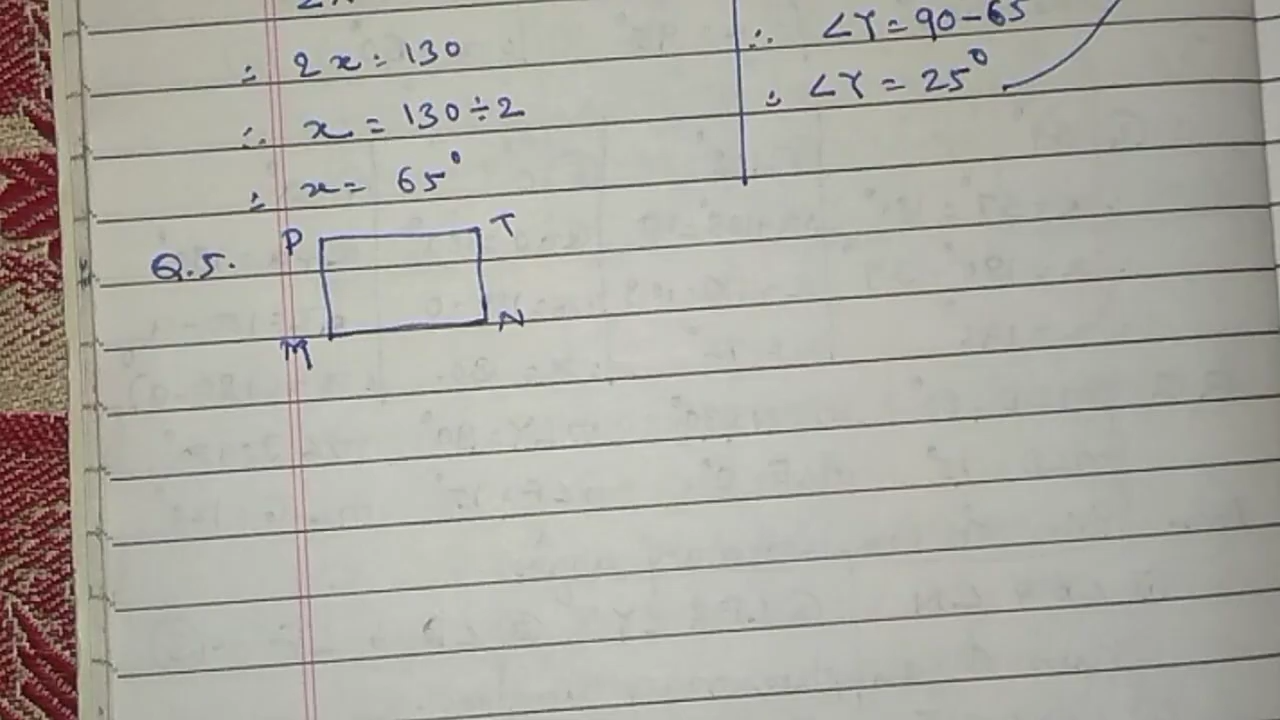 ∴ 2x = 130
∴ x = 130 ÷ 2
∴ x = 65°
∴ ∠Y = 90 - 65
∴ ∠Y = 25°
Q.5.
P T
M N